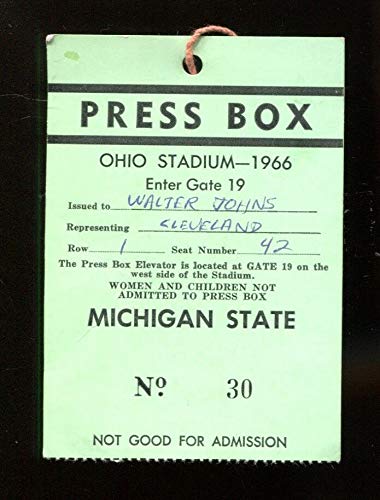 PRESS BOX
OHIO STADIUM—1966
Enter Gate 19
Issued to WALTER JOHNS
Representing CLEVELAND
Row 1 Seat Number 42
The Press Box Elevator is located at GATE 19 on the
west side of the Stadium.
WOMEN AND CHILDREN NOT
ADMITTED TO PRESS BOX
MICHIGAN STATE
No. 30
NOT GOOD FOR ADMISSION